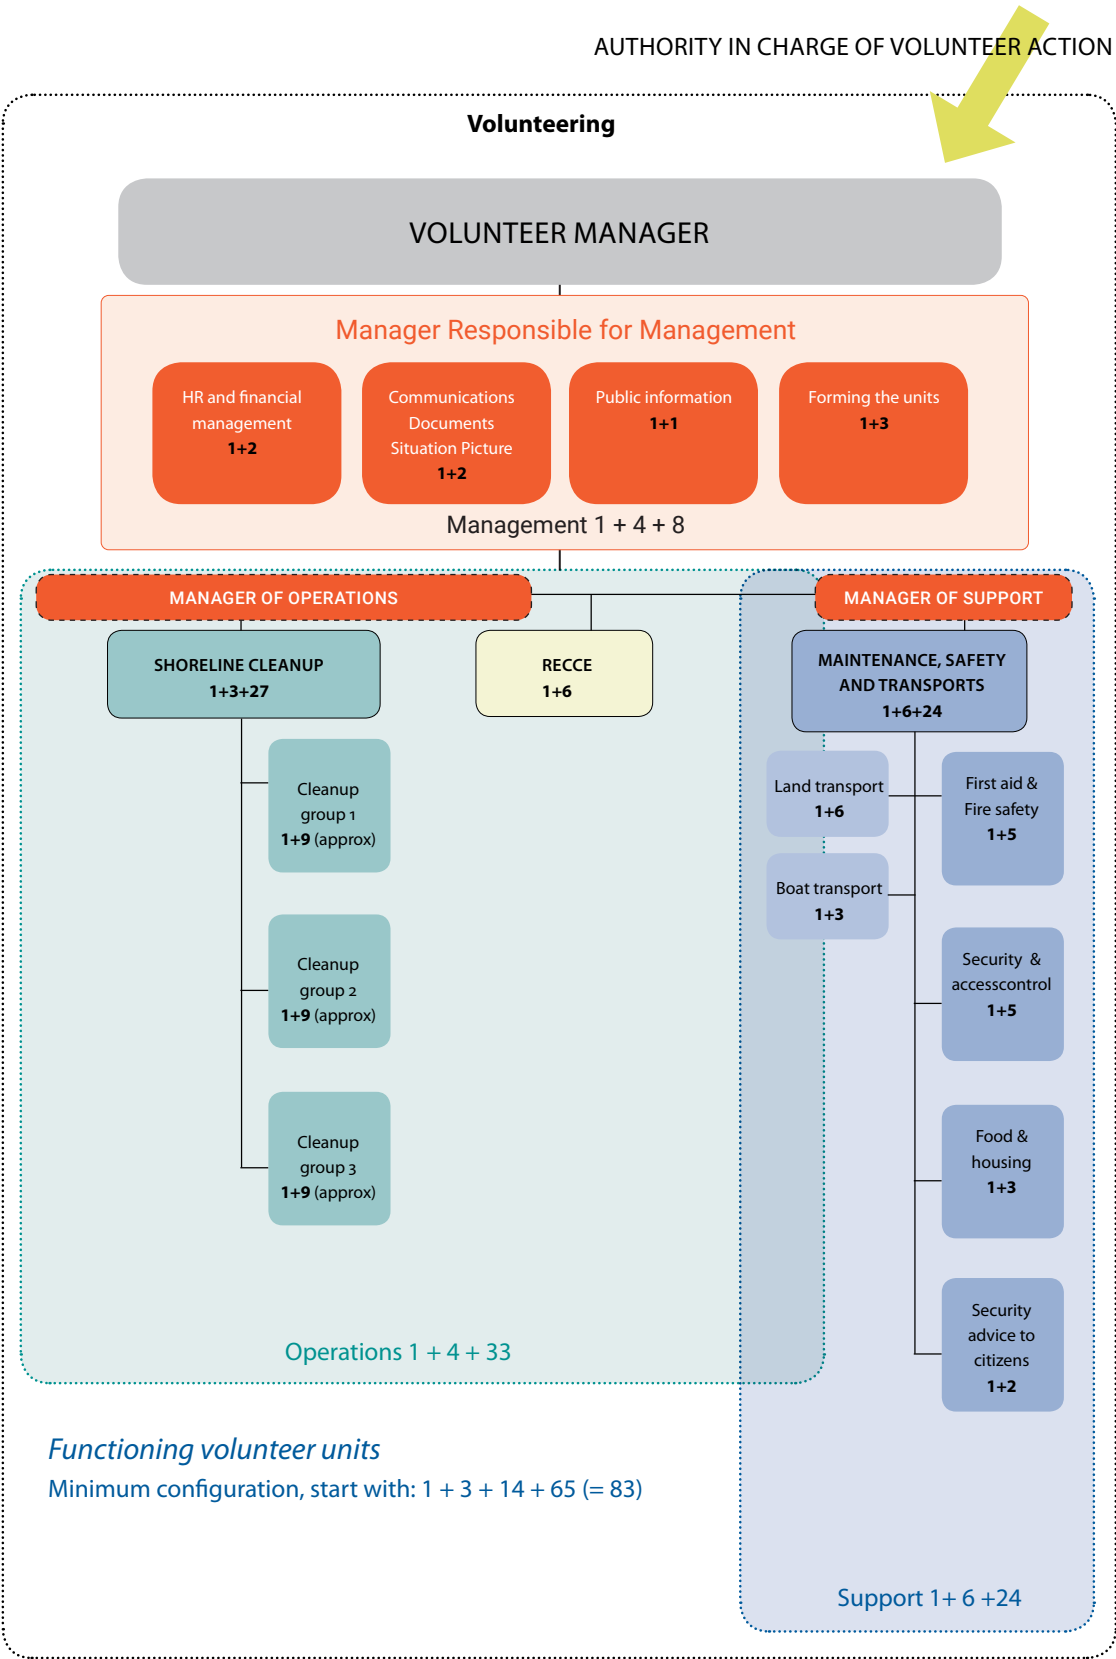 AUTHORITY IN CHARGE OF VOLUNTEER ACTION
Volunteering
VOLUNTEER MANAGER
Manager Responsible for Management
HR and financial
management
1+2
Communications
Documents
Situation Picture
1+2
Public information
1+1
Forming the units
1+3
Management 1 + 4 + 8
MANAGER OF OPERATIONS
MANAGER OF SUPPORT
SHORELINE CLEANUP
1+3+27
RECCE
1+6
MAINTENANCE, SAFETY
AND TRANSPORTS
1+6+24
Cleanup
group 1
1+9 (approx)
Cleanup
group 2
1+9 (approx)
Cleanup
group 3
1+9 (approx)
Land transport
1+6
Boat transport
1+3
First aid &
Fire safety
1+5
Security &
accesscontrol
1+5
Food &
housing
1+3
Security
advice to
citizens
1+2
Operations 1 + 4 + 33
Functioning volunteer units
Minimum configuration, start with: 1 + 3 + 14 + 65 (= 83)
Support 1+ 6 +24